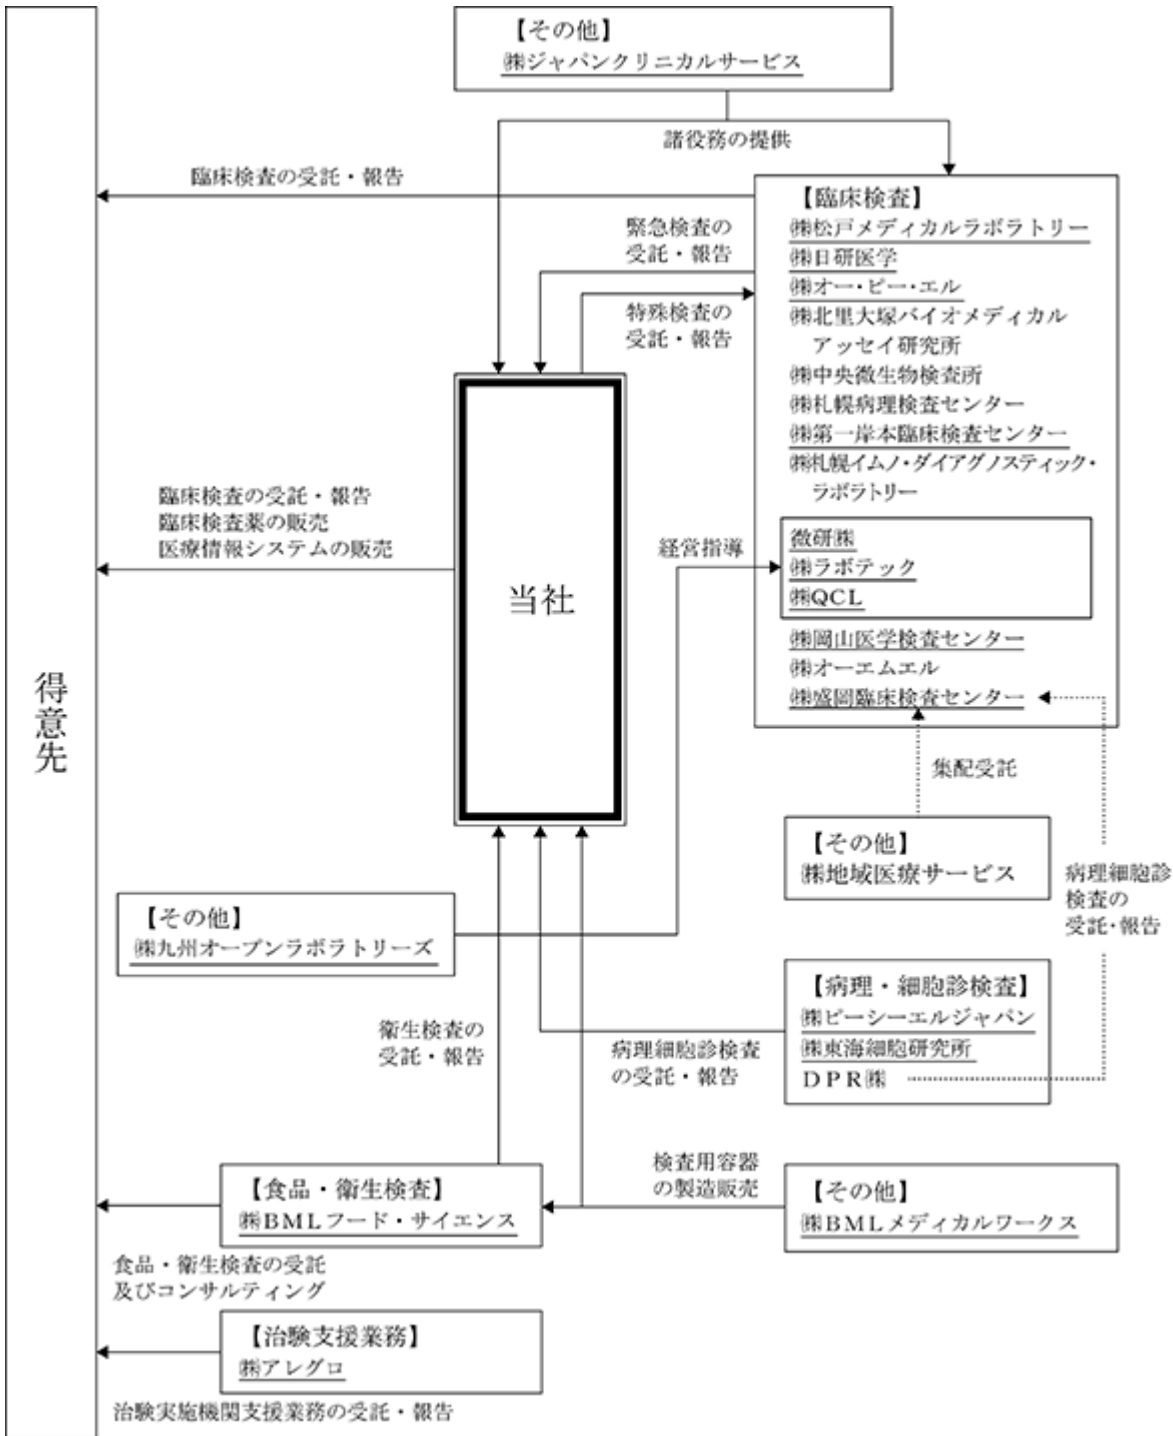 【その他】
㈱ジャパンクリニカルサービス
諸役務の提供
臨床検査の受託・報告
【臨床検査】
㈱松戸メディカルラボラトリー
㈱日研医学
㈱オー・ピー・エル
㈱北里大塚バイオメディカル
アッセイ研究所
㈱中央微生物検査所
㈱札幌病理検査センター
㈱第一岸本臨床検査センター
㈱札幌イムノ・ダイアグノスティック・
ラボラトリー
微研㈱
㈱ラボテック
㈱QCL
㈱岡山医学検査センター
㈱オーエムエル
㈱盛岡臨床検査センター
緊急検査の
受託・報告
特殊検査の
受託・報告
臨床検査の受託・報告
臨床検査薬の販売
医療情報システムの販売
経営指導
当社
得意先
集配受託
【その他】
㈱地域医療サービス
病理細胞診
検査の
受託・報告
【その他】
㈱九州オープンラボラトリーズ
【病理・細胞診検査】
㈱ピーシーエルジャパン
㈱東海細胞研究所
DPR㈱
衛生検査の
受託・報告
病理細胞診検査
の受託・報告
検査用容器
の製造販売
【食品・衛生検査】
㈱BMLフード・サイエンス
【その他】
㈱BMLメディカルワークス
食品・衛生検査の受託
及びコンサルティング
【治験支援業務】
㈱アレグロ
治験実施機関支援業務の受託・報告